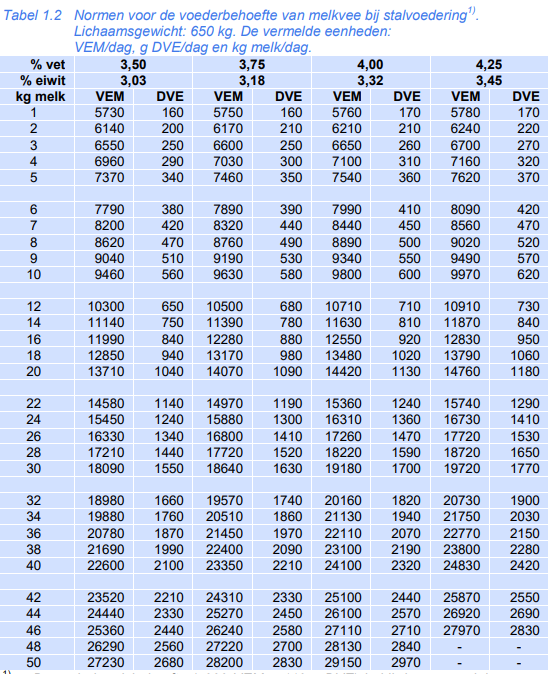 Tabel 1.2 Normen voor de voederbehoefte van melkvee bij stalvoedering1).
Lichaamsgewicht: 650 kg. De vermelde eenheden:
VEM/dag, g DVE/dag en kg melk/dag.
% vet 3,50 3,75 4,00 4,25
% eiwit 3,03 3,18 3,32 3,45
kg melk VEM DVE VEM DVE VEM DVE VEM DVE
1 5730 160 5750 160 5760 170 5780 170
2 6140 200 6170 210 6210 210 6240 220
3 6550 250 6600 250 6650 260 6700 270
4 6960 290 7030 300 7100 310 7160 320
5 7370 340 7460 350 7540 360 7620 370
6 7790 380 7890 390 7990 410 8090 420
7 8200 420 8320 440 8440 450 8560 470
8 8620 470 8760 490 8890 500 9020 520
9 9040 510 9190 530 9340 550 9490 570
10 9460 560 9630 580 9800 600 9970 620
12 10300 650 10500 680 10710 710 10910 730
14 11140 750 11390 780 11630 810 11870 840
16 11990 840 12280 880 12550 920 12830 950
18 12850 940 13170 980 13480 1020 13790 1060
20 13710 1040 14070 1090 14420 1130 14760 1180
22 14580 1140 14970 1190 15360 1240 15740 1290
24 15450 1240 15880 1300 16310 1360 16730 1410
26 16330 1340 16800 1410 17260 1470 17720 1530
28 17210 1440 17720 1520 18220 1590 18720 1650
30 18090 1550 18640 1630 19180 1700 19720 1770
32 18980 1660 19570 1740 20160 1820 20730 1900
34 19880 1760 20510 1860 21130 1940 21750 2030
36 20780 1870 21450 1970 22110 2070 22770 2150
38 21690 1990 22400 2090 23100 2190 23800 2280
40 22600 2100 23350 2210 24100 2320 24830 2420
42 23520 2210 24310 2330 25100 2440 25870 2550
44 24440 2330 25270 2450 26100 2570 26920 2690
46 25360 2440 26240 2580 27110 2710 27970 2830
48 26290 2560 27220 2700 28130 2840 - -
50 27230 2680 28200 2830 29150 2970 - -